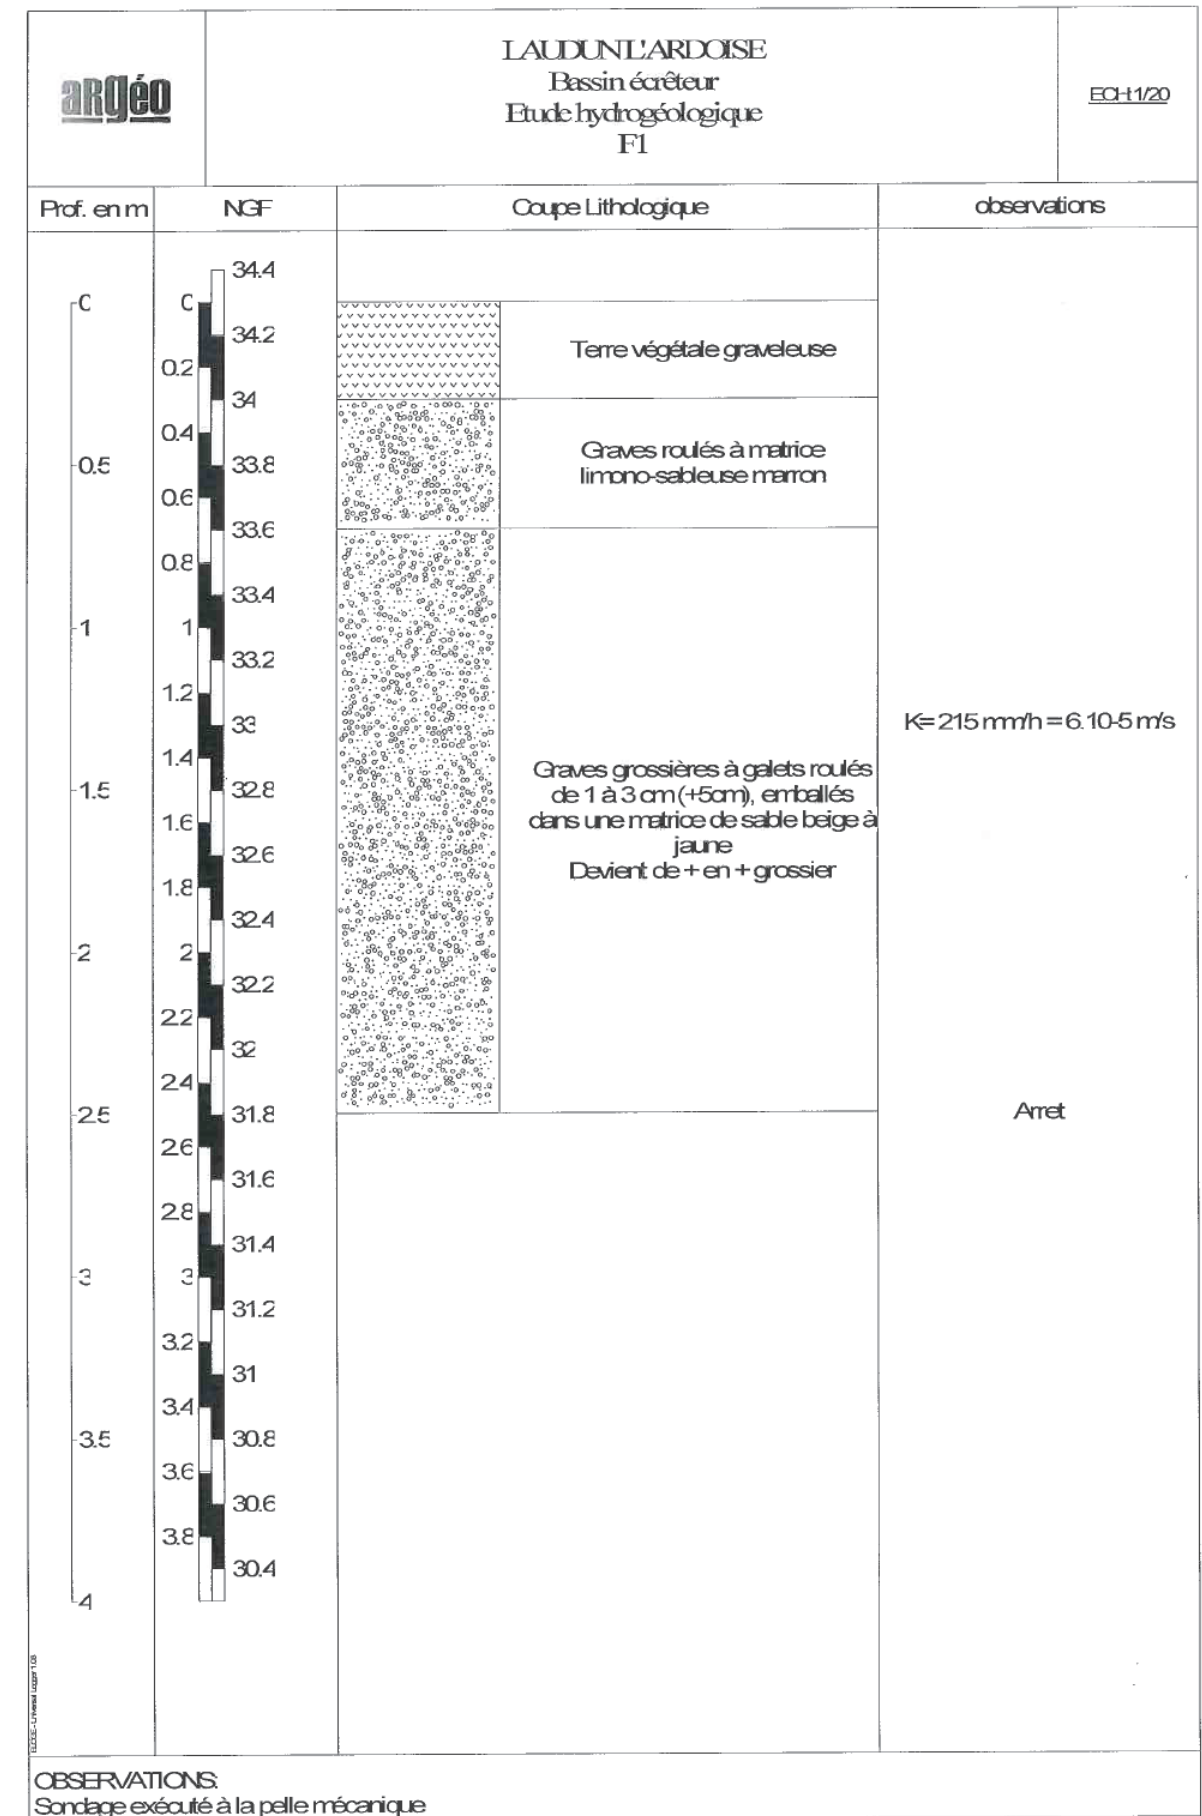 aRgéo
LAUDUN L'ARDOISE
Bassin écrêteur
Etude hydrogéologique
F1
ECH 1/20
Prof. en m
NGF
Coupe Lithologique
observations
34.4
0
0
34.2
Terre végétale graveleuse
0.2
34
0.4
Graves roulés à matrice
0.5
33.8
limono-sableuse marron
0.6
33.6
0.8
33.4
1
1
33.2
1.2
33
K= 215 mm/h = 6.10-5 m/s
1.4
Graves grossières à galets roulés
1.5
32.8
de 1 à 3 cm (+5cm), emballés
1.6
dans une matrice de sable beige à
jaune
32.6
Devient de + en + grossier
1.8
32.4
2
2
32.2
2.2
32
2.4
2.5
31.8
Arret
2.6
31.6
2.8
31.4
3
3
31.2
3.2
31
3.4
3.5
30.8
3.6
30.6
3.8
30.4
4
OBSERVATIONS:
Sondage exécuté à la pelle mécanique